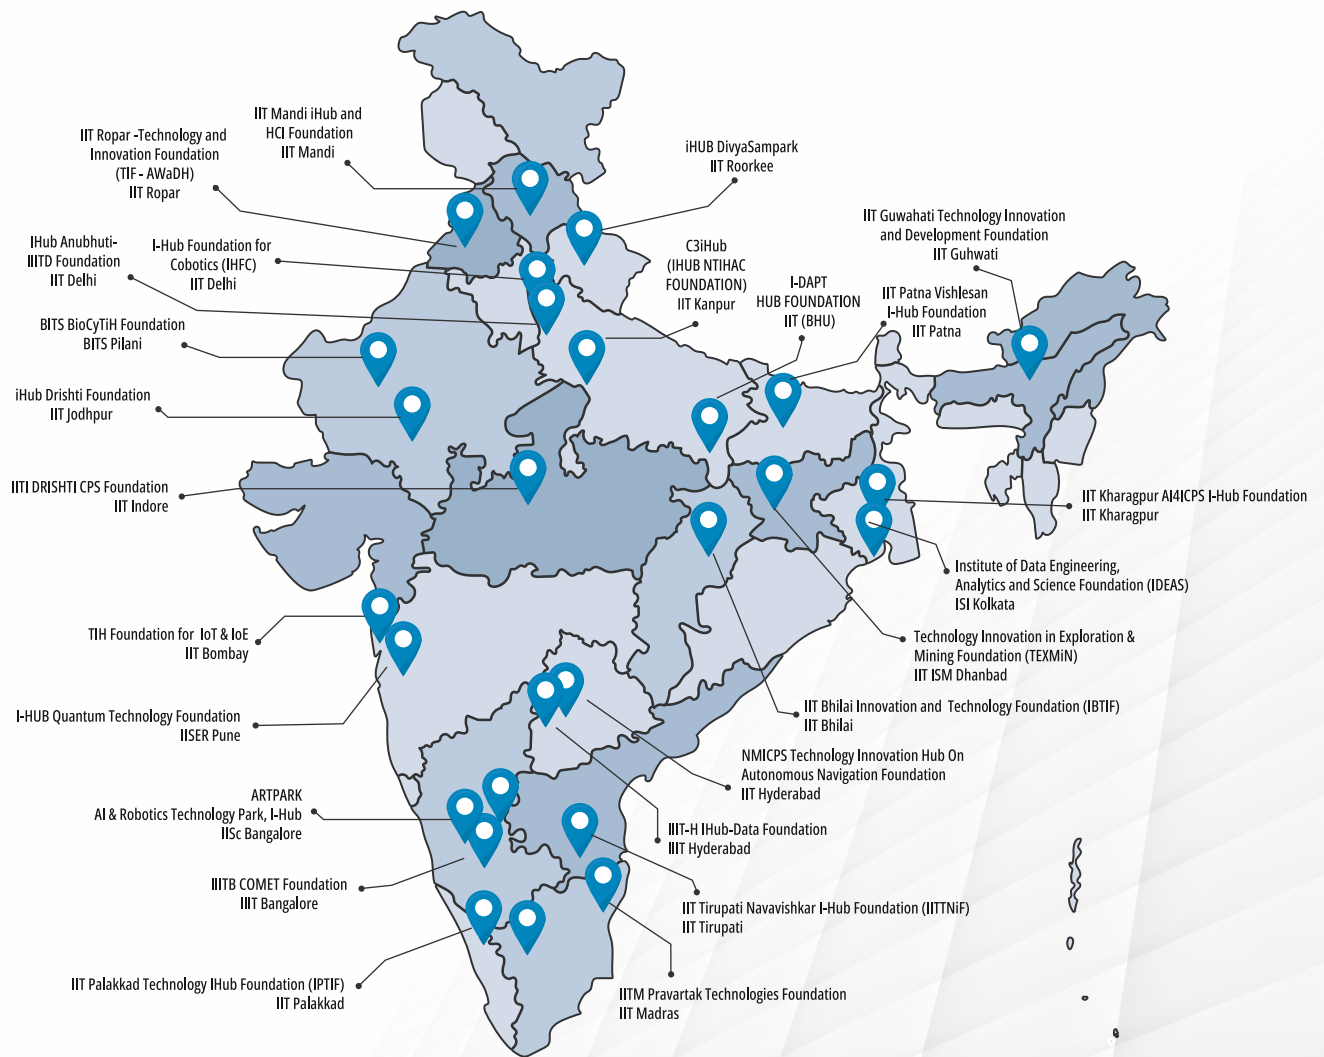 IIT Mandi iHub and
HCI Foundation
IIT Mandi
IIT Ropar -Technology and
Innovation Foundation
(TIF - AWaDH)
IIT Ropar
iHUB DivyaSampark
IIT Roorkee
IHub Anubhuti-
IIITD Foundation
IIT Delhi
I-Hub Foundation for
Cobotics (IHFC)
IIT Delhi
C3iHub
(IHUB NTIHAC
FOUNDATION)
IIT Kanpur
I-DAPT
HUB FOUNDATION
IIT (BHU)
IIT Guwahati Technology Innovation
and Development Foundation
IIT Guhwati
IIT Patna Vishlesan
I-Hub Foundation
IIT Patna
BITS BioCyTiH Foundation
BITS Pilani
iHub Drishti Foundation
IIT Jodhpur
IITI DRISHTI CPS Foundation
IIT Indore
IIT Kharagpur AI4ICPS I-Hub Foundation
IIT Kharagpur
Institute of Data Engineering,
Analytics and Science Foundation (IDEAS)
ISI Kolkata
TIH Foundation for IoT & IoE
IIT Bombay
Technology Innovation in Exploration &
Mining Foundation (TEXMiN)
IIT ISM Dhanbad
I-HUB Quantum Technology Foundation
IISER Pune
IIT Bhilai Innovation and Technology Foundation (IBTIF)
IIT Bhilai
NMICPS Technology Innovation Hub On
Autonomous Navigation Foundation
IIT Hyderabad
ARTPARK
AI & Robotics Technology Park, I-Hub
IISc Bangalore
IIIT-H IHub-Data Foundation
IIIT Hyderabad
IIITB COMET Foundation
IIIT Bangalore
IIT Tirupati Navavishkar I-Hub Foundation (IITTNiF)
IIT Tirupati
IIT Palakkad Technology IHub Foundation (IPTIF)
IIT Palakkad
IITM Pravartak Technologies Foundation
IIT Madras